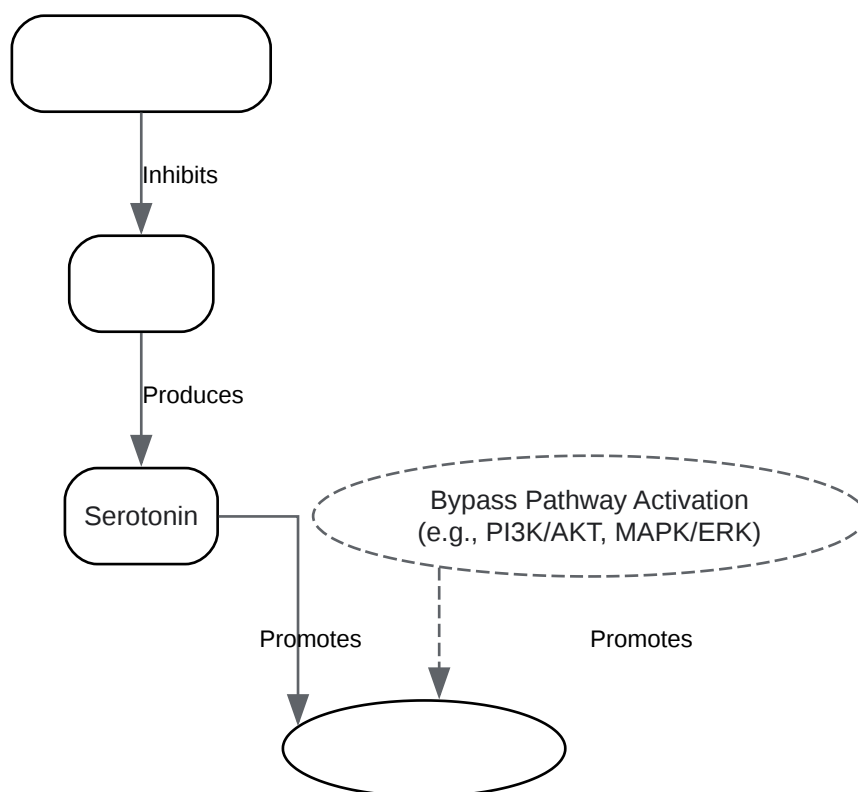 Inhibits
Produces
Serotonin
Bypass Pathway Activation
(e.g., PI3K/AKT, MAPK/ERK)
Promotes
Promotes